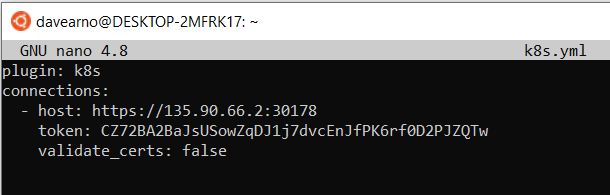 davearno@DESKTOP-2MFRK17: ~
GNU nano 4.8 k8s.yml
plugin: k8s
connections:
  - host: https://135.90.66.2:30178
    token: CZ72BA2BaJsUSowZqDJ1j7dvcEnJfPK6rf0D2PJZQTw
    validate_certs: false